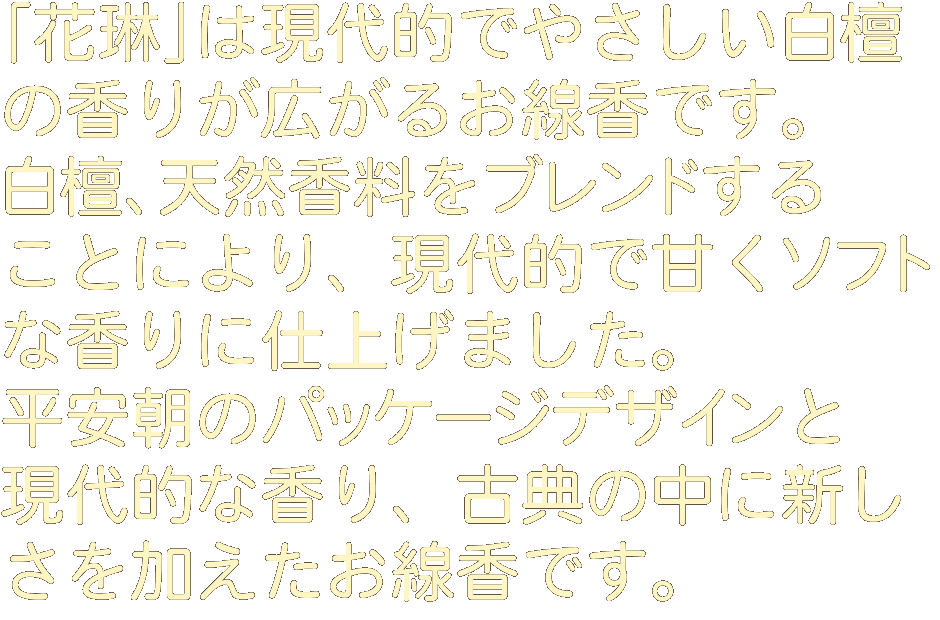 「花琳」は現代的でやさしい白檀
の香りが広がるお線香です。
白檀、天然香料をブレンドする
ことにより、現代的で甘くソフト
な香りに仕上げました。
平安朝のパッケージデザインと
現代的な香り、古典の中に新し
さを加えたお線香です。